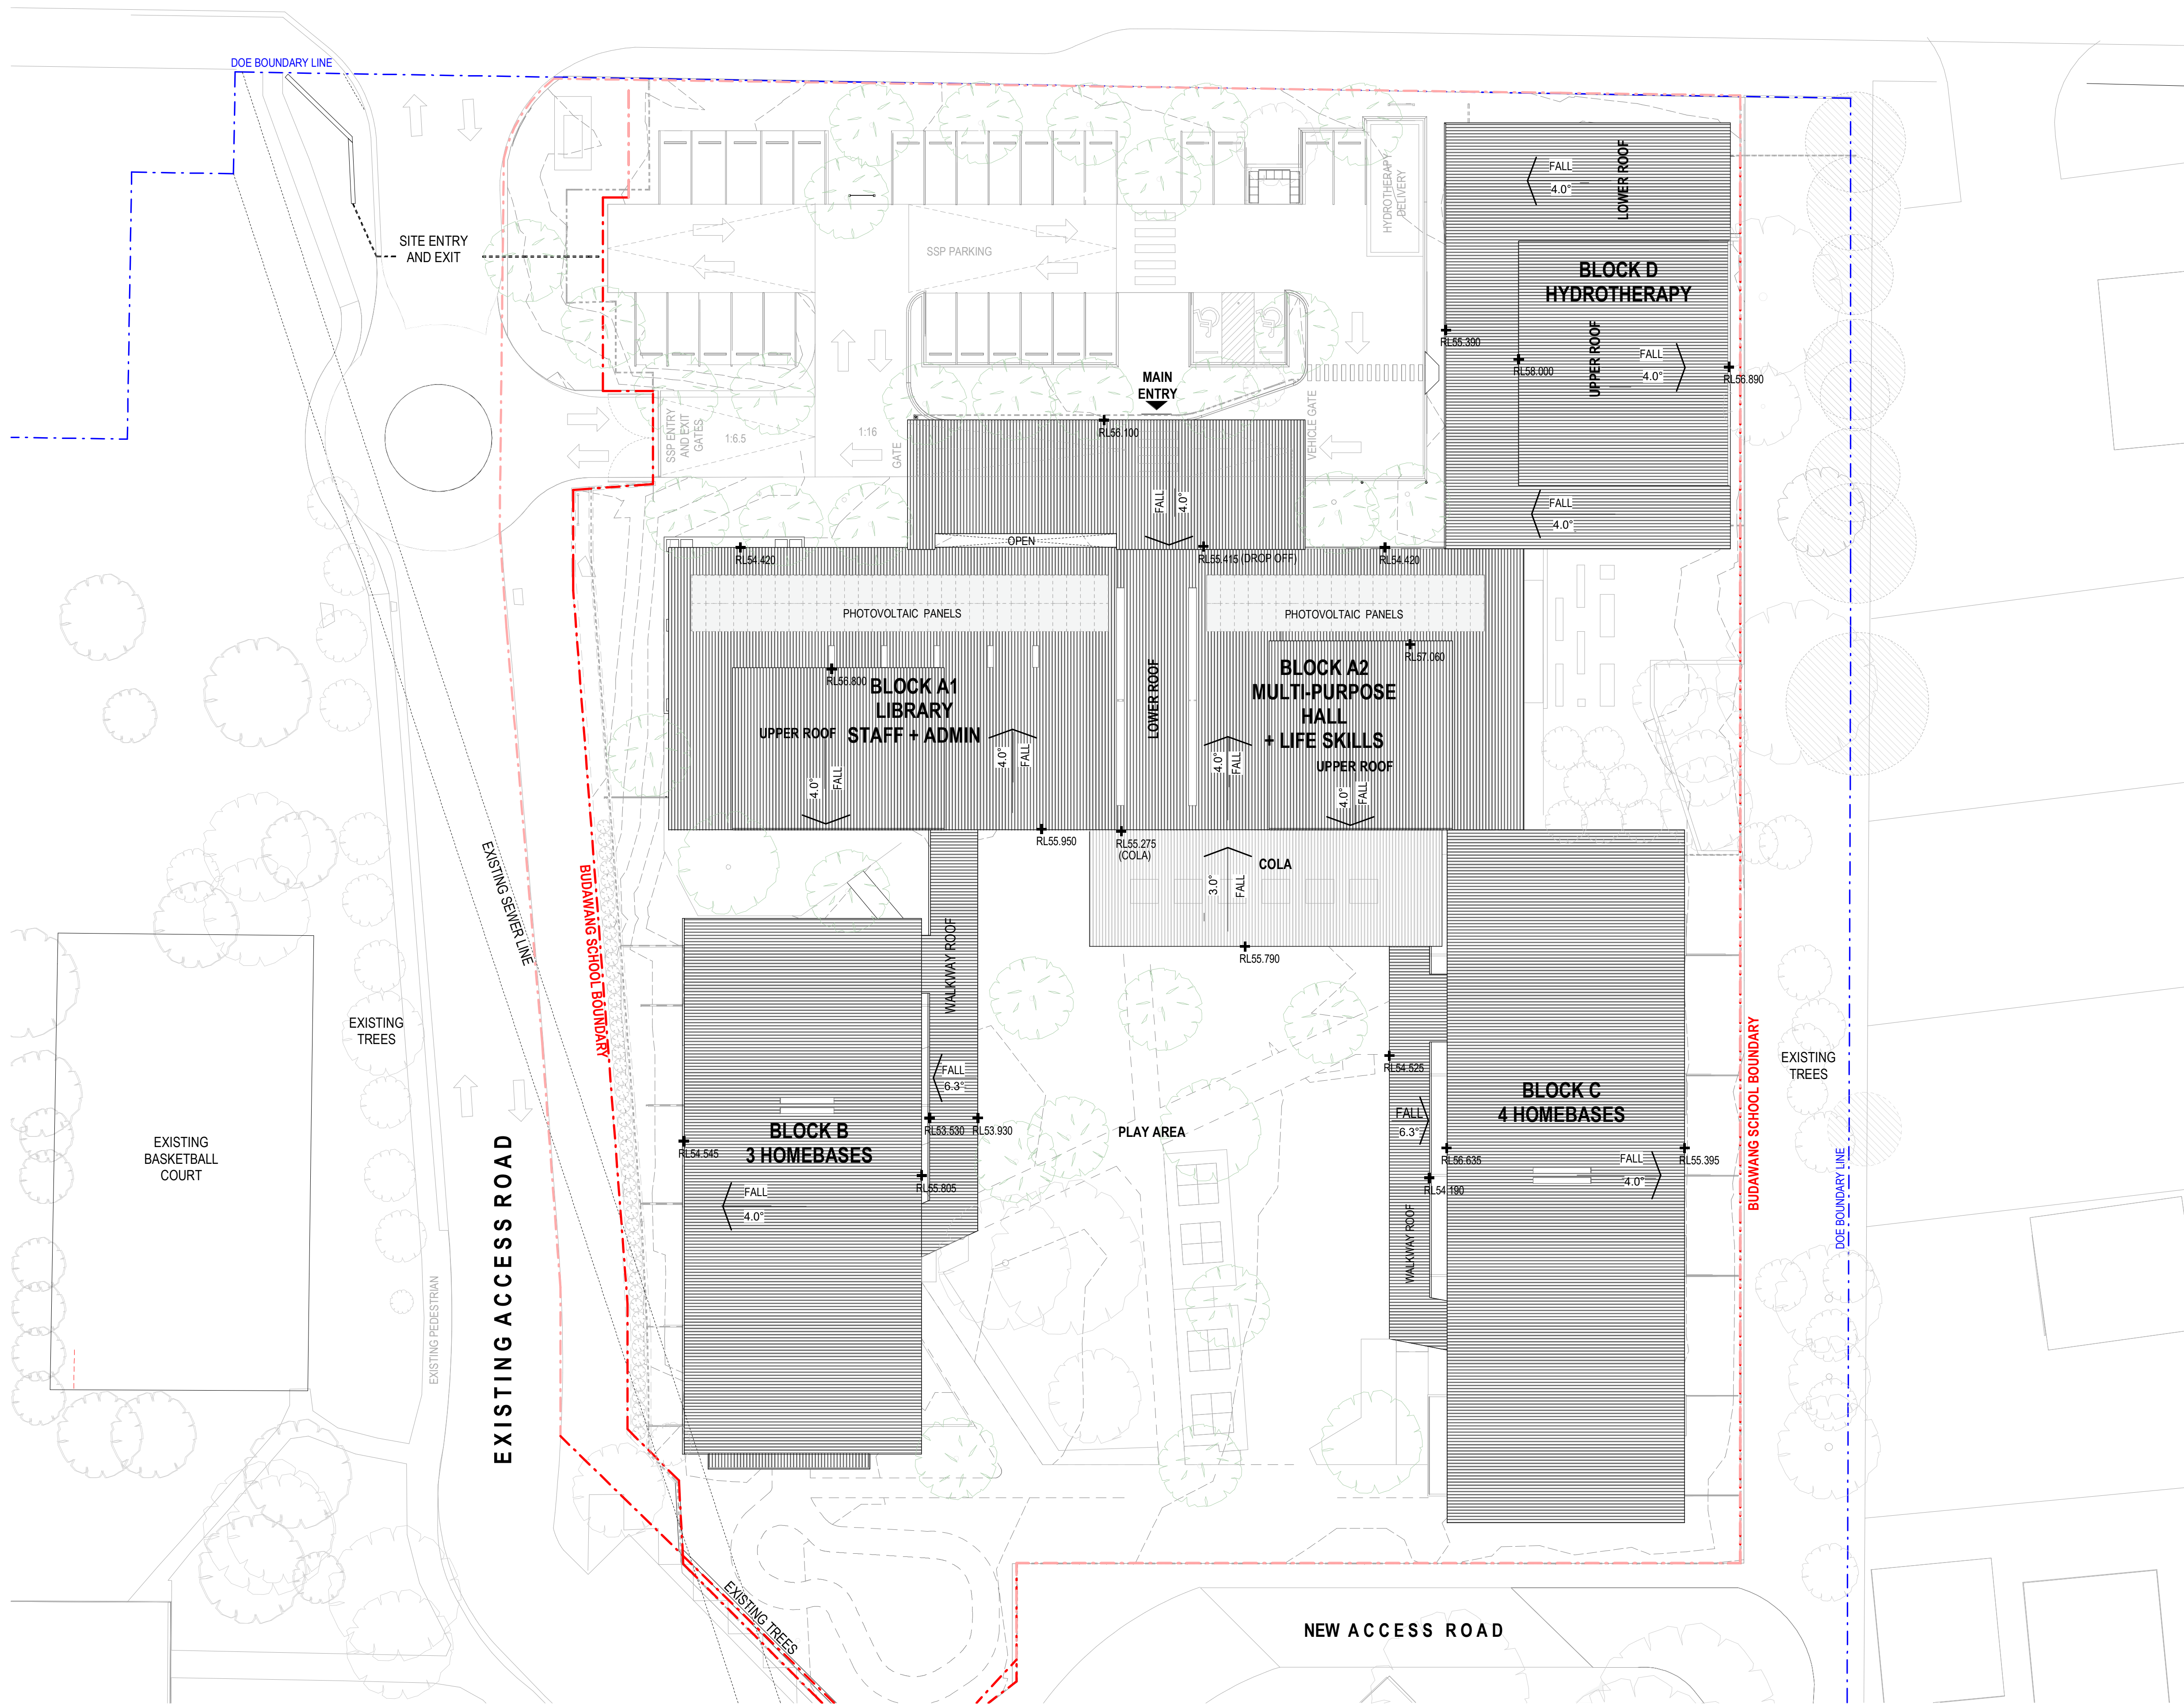 DOE BOUNDARY LINE
SITE ENTRY
AND EXIT
SSP PARKING
HYDROTHERAPY
DELIVERY
FALL
4.0°
LOWER ROOF
BLOCK D
HYDROTHERAPY
UPPER ROOF
FALL
4.0°
RL55.390
RL58.000
RL56.890
FALL
4.0°
MAIN
ENTRY
RL56.100
SSP ENTRY
AND EXIT
GATES
1:6.5
1:16
GATE
VEHICLE GATE
FALL
4.0°
OPEN
RL54.420
RL55.415 (DROP OFF)
RL54.420
PHOTOVOLTAIC PANELS
PHOTOVOLTAIC PANELS
RL56.800
BLOCK A1
LIBRARY
STAFF + ADMIN
UPPER ROOF
4.0°
FALL
4.0°
FALL
LOWER ROOF
RL57.060
BLOCK A2
MULTI-PURPOSE
HALL
+ LIFE SKILLS
UPPER ROOF
4.0°
FALL
4.0°
FALL
RL55.950
RL55.275
(COLA)
COLA
3.0°
FALL
RL55.790
EXISTING SEWER LINE
BUDAWANG SCHOOL BOUNDARY
WALKWAY ROOF
EXISTING
TREES
FALL
6.3°
RL53.530
RL53.930
BLOCK B
3 HOMEBASES
RL54.545
RL55.805
FALL
4.0°
PLAY AREA
RL54.525
FALL
6.3°
RL56.635
RL54.190
WALKWAY ROOF
BLOCK C
4 HOMEBASES
FALL
4.0°
RL55.395
BUDAWANG SCHOOL BOUNDARY
EXISTING
TREES
DOE BOUNDARY LINE
EXISTING
BASKETBALL
COURT
EXISTING PEDESTRIAN
EXISTING ACCESS ROAD
EXISTING TREES
NEW ACCESS ROAD